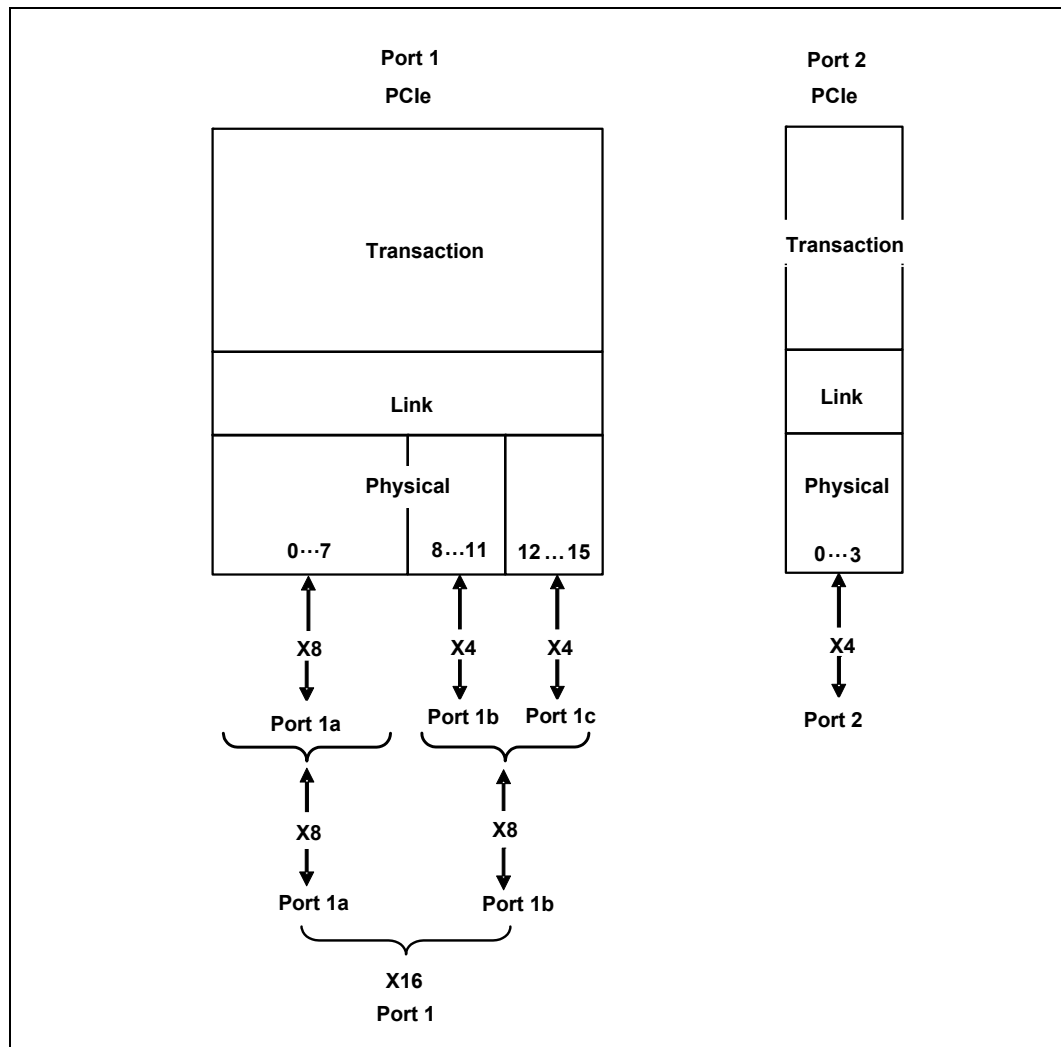 Port 1
PCIe
Port 2
PCIe
Transaction
Transaction
Link
Link
Physical
Physical
0...7
8...11
12...15
0...3
X8
X4
X4
X4
Port 1a
Port 1b
Port 1c
Port 2
X8
X8
Port 1a
Port 1b
X16
Port 1